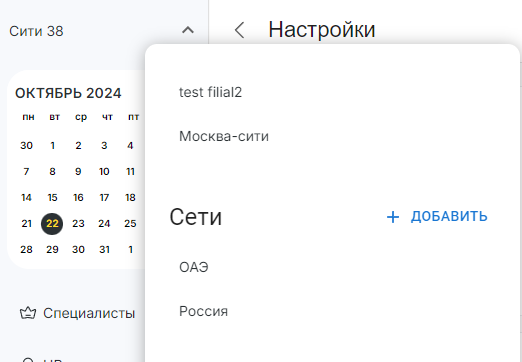 Сити 38
Настройки
test filial2
Москва-сити
ОКТЯБРЬ 2024
пн вт ср чт пт
30 1 2 3 4
7 8 9 10 11
14 15 16 17 18
21 22 23 24 25
28 29 30 31 1
Сети
ДОБАВИТЬ
ОАЭ
Россия
Специалисты